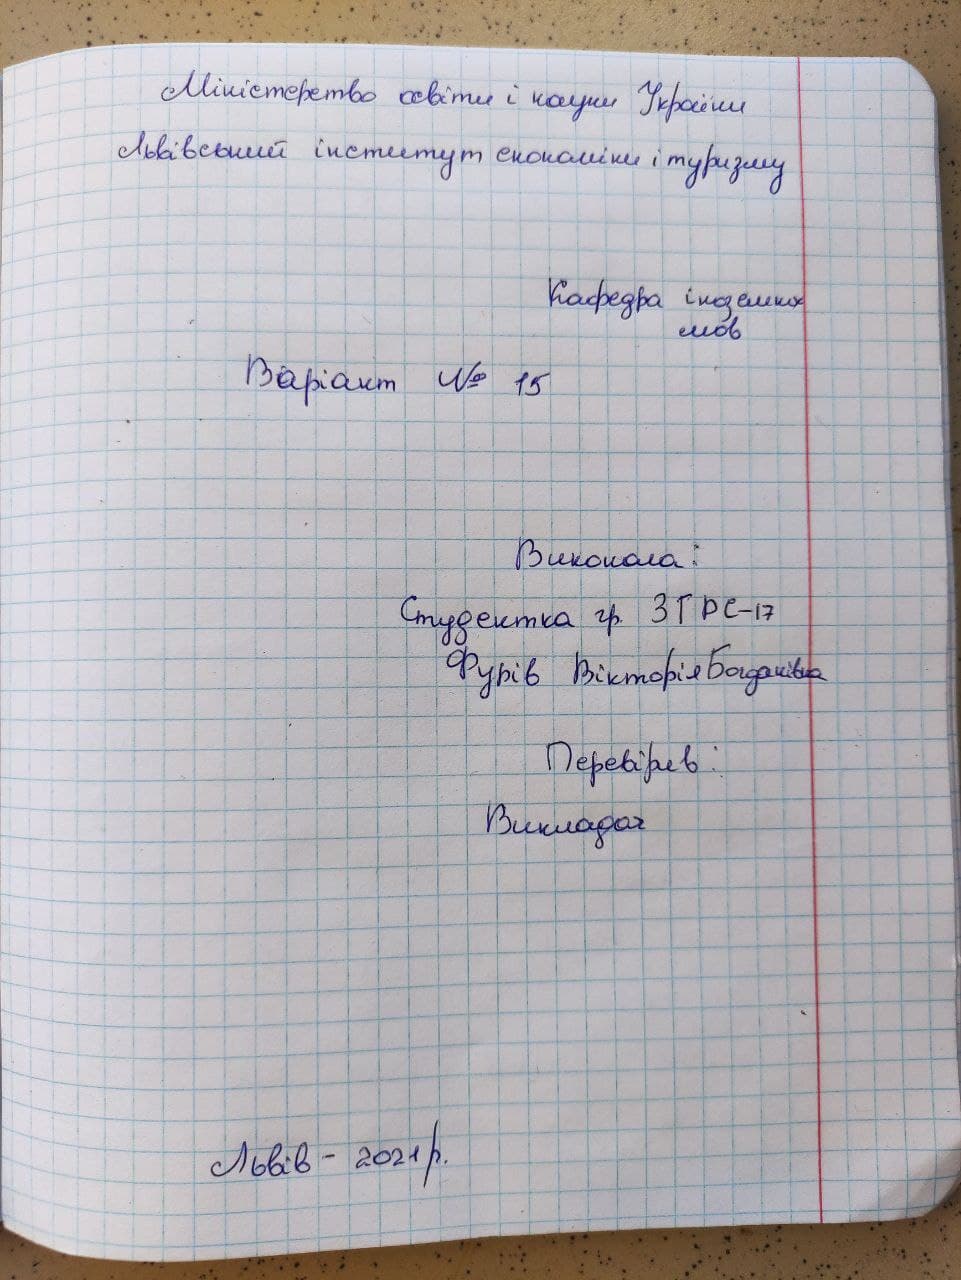 Міністерство освіти і науки України
Львівський інститут економіки і туризму
Кафедра іноземних
мов
Варіант № 15
Виконала:
Студентка гр. ЗГРС-17
Фурів Вікторія Богданівна
Перевірив:
Викладач
Львів - 2021 р.